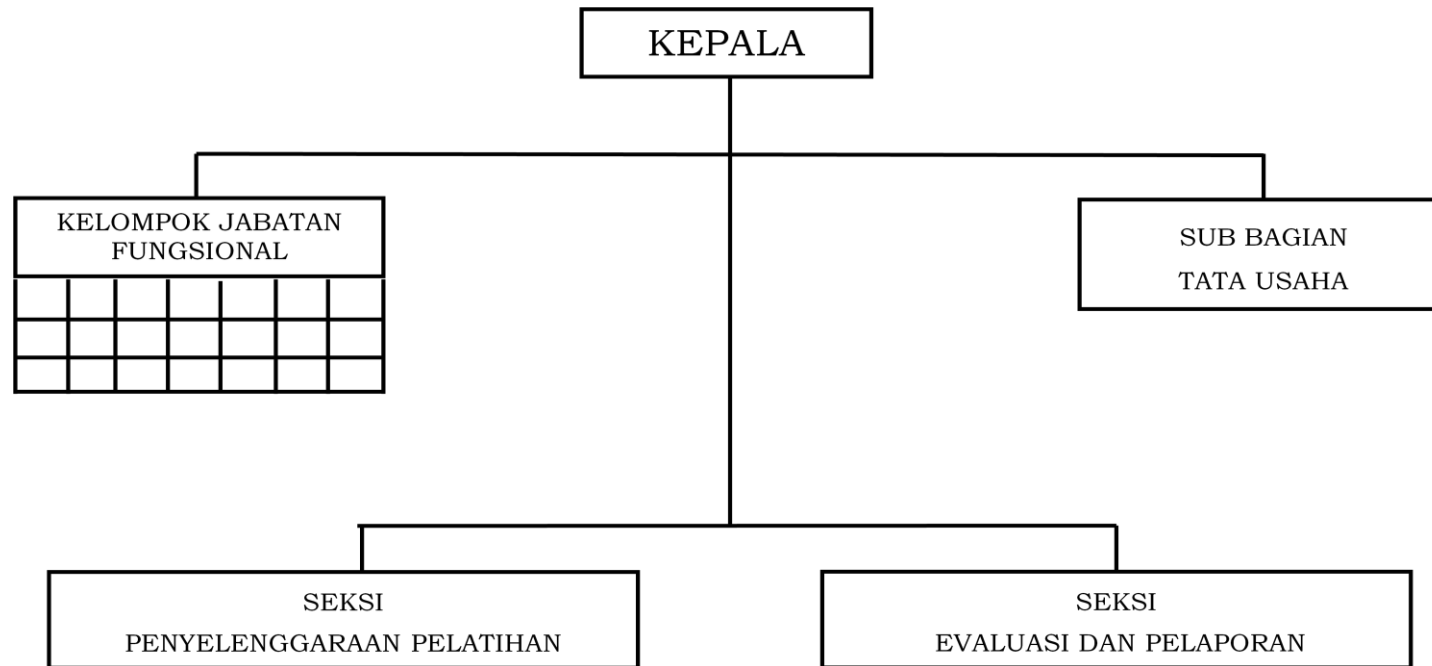 KEPALA
KELOMPOK JABATAN
FUNGSIONAL
SUB BAGIAN
TATA USAHA
SEKSI
PENYELENGGARAAN PELATIHAN
SEKSI
EVALUASI DAN PELAPORAN